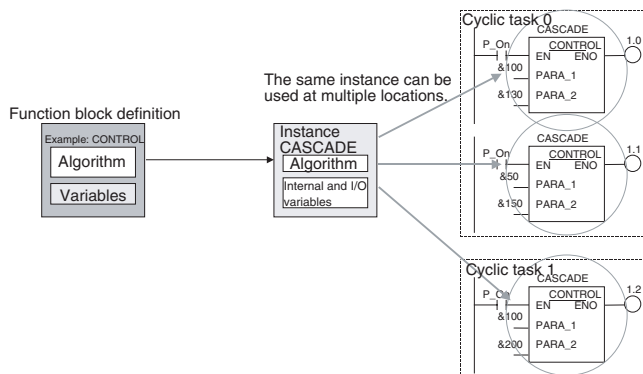 Function block definition
Example: CONTROL
Algorithm
Variables
The same instance can be
used at multiple locations.
Instance
CASCADE
Algorithm
Internal and I/O
variables
Cyclic task 0
CASCADE
P_On
CONTROL
1.0
EN ENO
&100
PARA_1
&130
PARA_2
CASCADE
P_On
CONTROL
1.1
EN ENO
&50
PARA_1
&150
PARA_2
Cyclic task 1
CASCADE
P_On
CONTROL
1.2
EN ENO
&100
PARA_1
&200
PARA_2